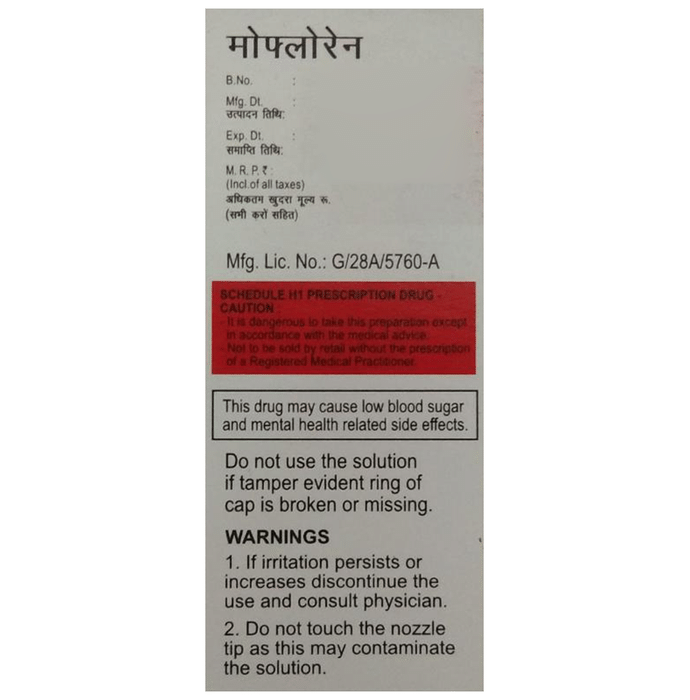 मोफ्लोरेन
B.No. :
Mfg. Dt. :
उत्पादन तिथि:
Exp. Dt. :
समाप्ति तिथि:
M. R. P. ₹ :
(Incl.of all taxes)
अधिकतम खुदरा मूल्य रू.
(सभी करों सहित)
Mfg. Lic. No.: G/28A/5760-A
SCHEDULE H1 PRESCRIPTION DRUG -
CAUTION :
- It is dangerous to take this preparation except
in accordance with the medical advice.
- Not to be sold by retail without the prescription
of a Registered Medical Practitioner.
This drug may cause low blood sugar
and mental health related side effects.
Do not use the solution
if tamper evident ring of
cap is broken or missing.
WARNINGS
1. If irritation persists or
increases discontinue the
use and consult physician.
2. Do not touch the nozzle
tip as this may contaminate
the solution.